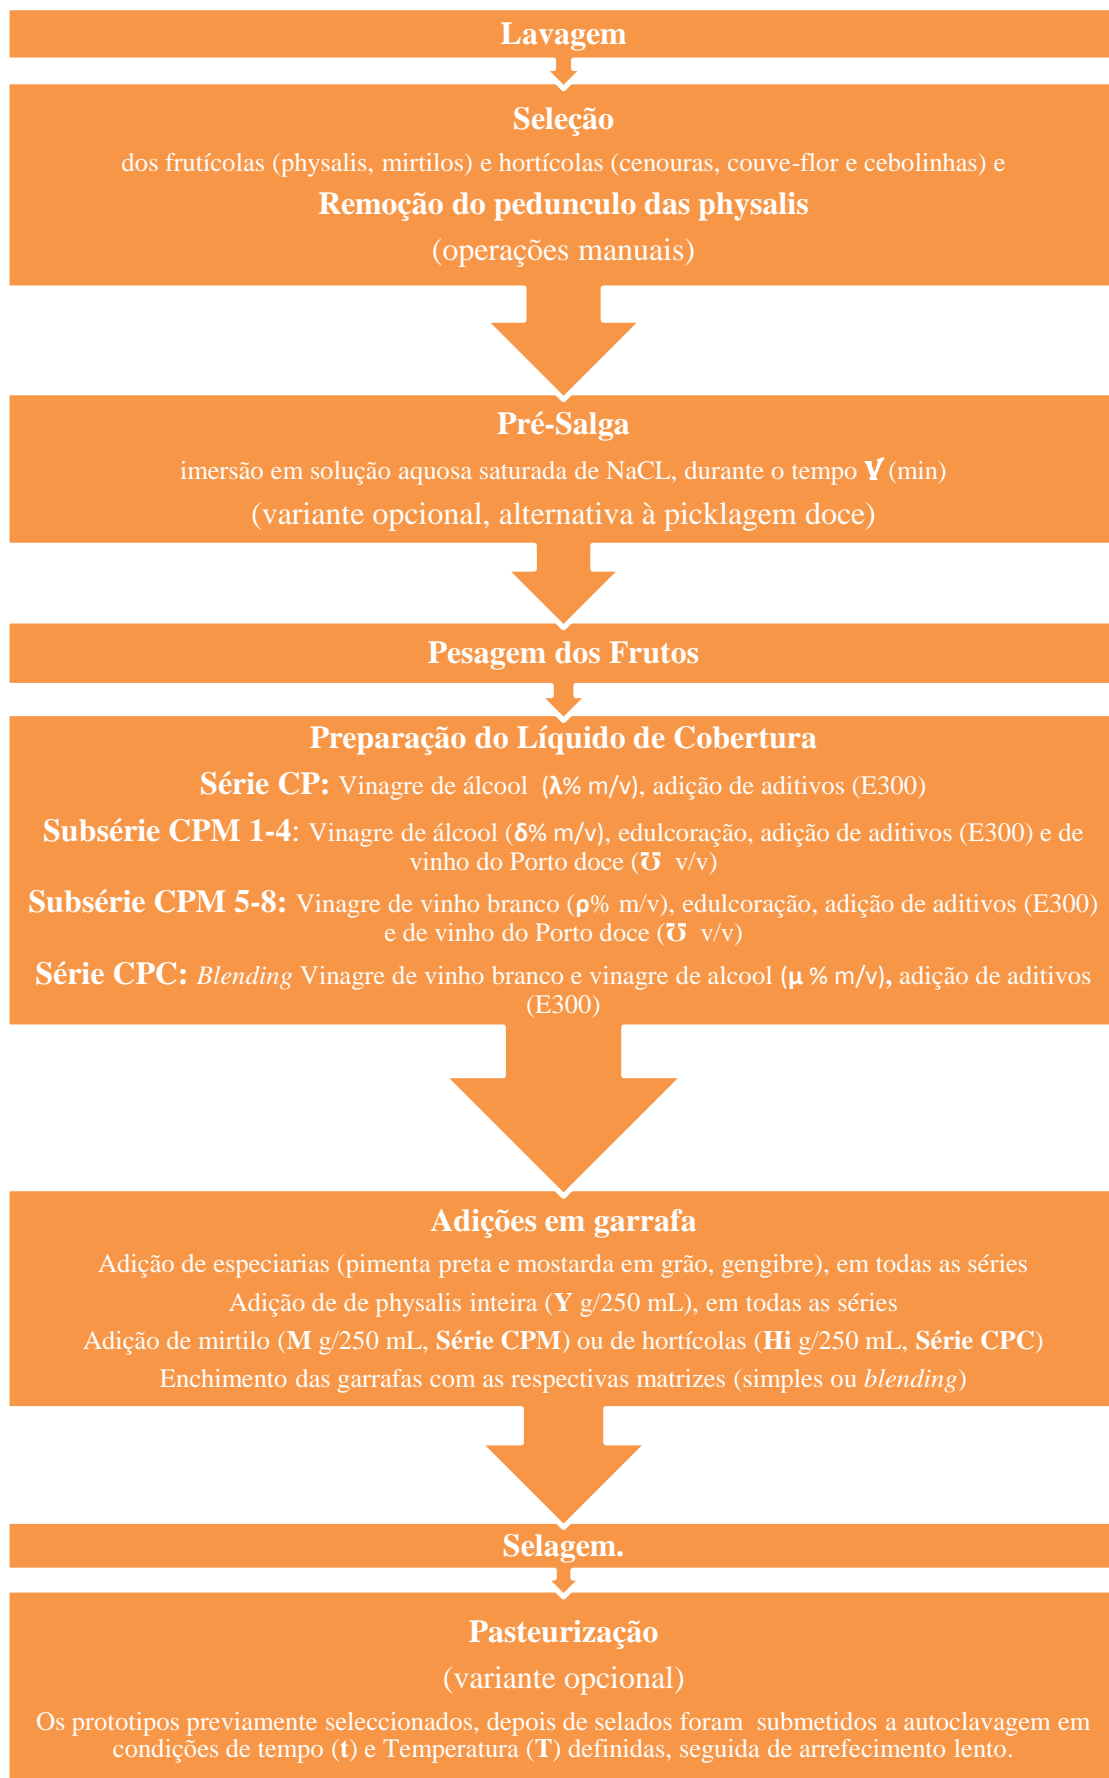 Lavagem
Seleção
dos frutícolas (physalis, mirtilos) e hortícolas (cenouras, couve-flor e cebolinhas) e
Remoção do pedunculo das physalis
(operações manuais)
Pré-Salga
imersão em solução aquosa saturada de NaCL, durante o tempo (min)
(variante opcional, alternativa à picklagem doce)
Pesagem dos Frutos
Preparação do Líquido de Cobertura
Série CP: Vinagre de álcool (λ% m/v), adição de aditivos (E300)
Subsérie CPM 1-4: Vinagre de álcool (δ% m/v), edulcoração, adição de aditivos (E300) e de
vinho do Porto doce (℧ v/v)
Subsérie CPM 5-8: Vinagre de vinho branco (ρ% m/v), edulcoração, adição de aditivos (E300)
e de vinho do Porto doce (℧ v/v)
Série CPC: Blending Vinagre de vinho branco e vinagre de alcool (µ % m/v), adição de aditivos
(E300)
Adições em garrafa
Adição de especiarias (pimenta preta e mostarda em grão, gengibre), em todas as séries
Adição de de physalis inteira (Y g/250 mL), em todas as séries
Adição de mirtilo (M g/250 mL, Série CPM) ou de hortícolas (Hi g/250 mL, Série CPC)
Enchimento das garrafas com as respectivas matrizes (simples ou blending)
Selagem.
Pasteurização
(variante opcional)
Os prototipos previamente seleccionados, depois de selados foram submetidos a autoclavagem em
condições de tempo (t) e Temperatura (T) definidas, seguida de arrefecimento lento.